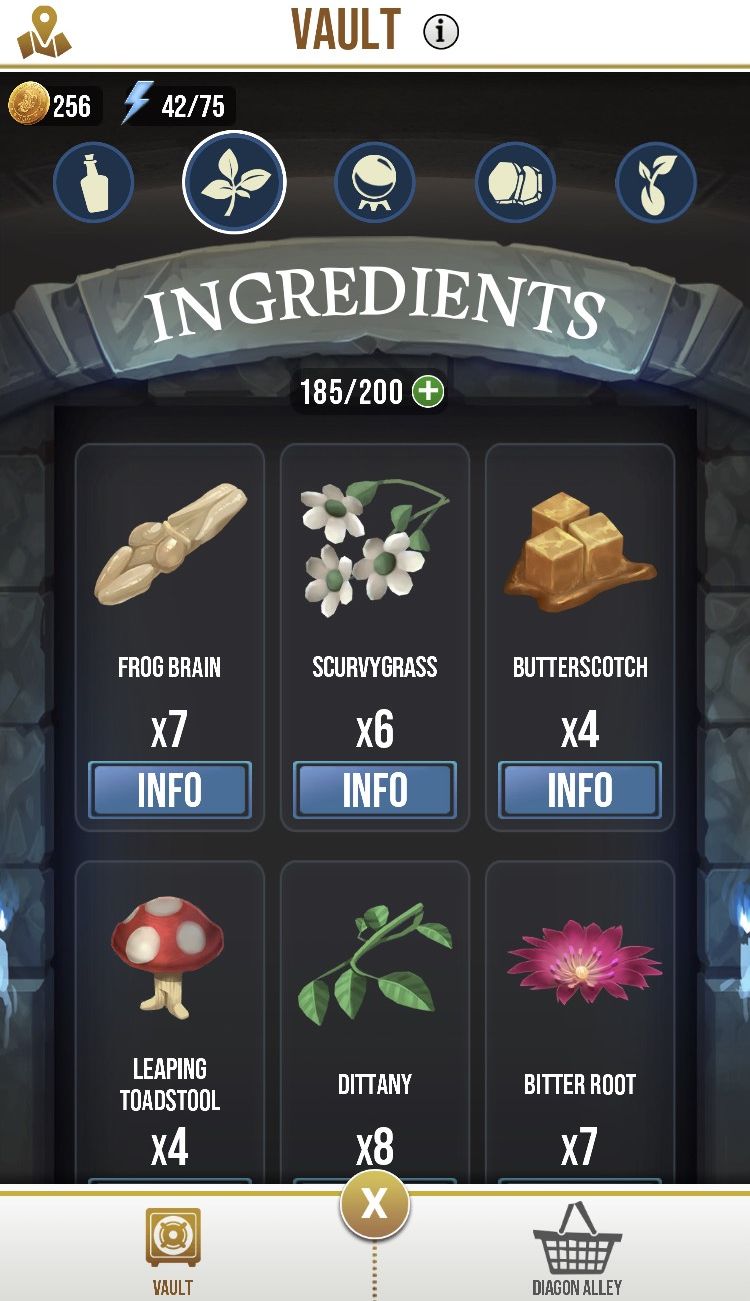 VAULT i
256 42/75
INGREDIENTS
185/200 +
FROG BRAIN
x7
INFO
SCURVYGRASS
x6
INFO
BUTTERSCOTCH
x4
INFO
LEAPING
TOADSTOOL
x4
DITTANY
x8
BITTER ROOT
x7
X
VAULT
DIAGON ALLEY